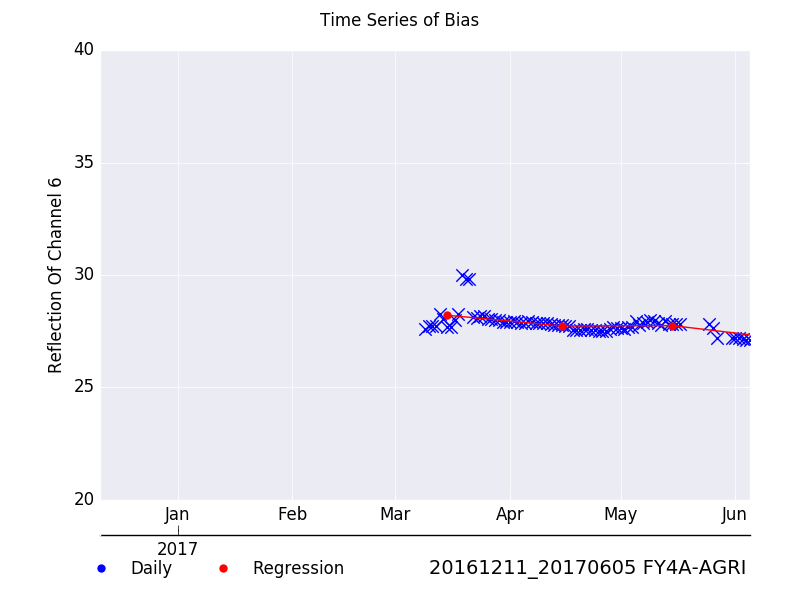 Time Series of Bias
Reflection Of Channel 6
40
35
30
25
20
Jan Feb Mar Apr May Jun
2017
Daily Regression 20161211_20170605 FY4A-AGRI